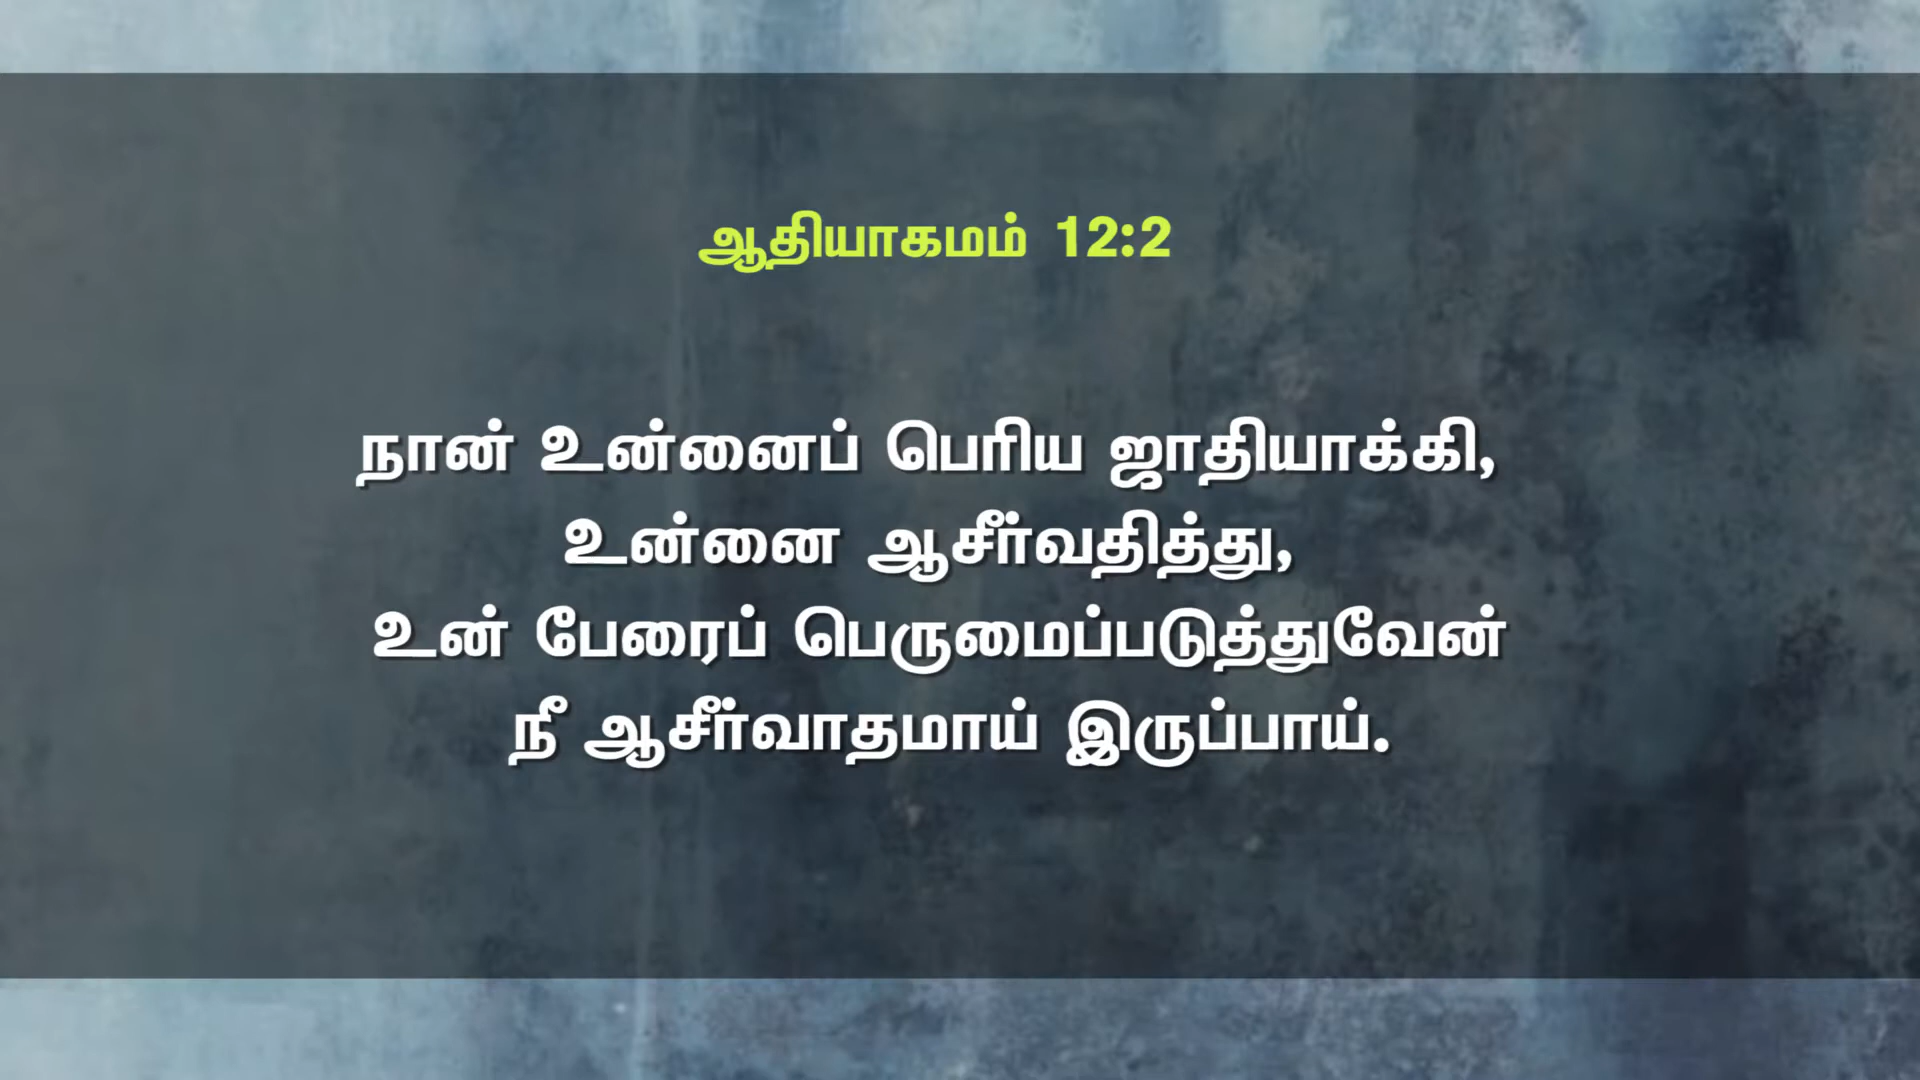 ஆதியாகமம் 12:2
நான் உன்னைப் பெரிய ஜாதியாக்கி,
உன்னை ஆசீர்வதித்து,
உன் பேரைப் பெருமைப்படுத்துவேன்
நீ ஆசீர்வாதமாய் இருப்பாய்.